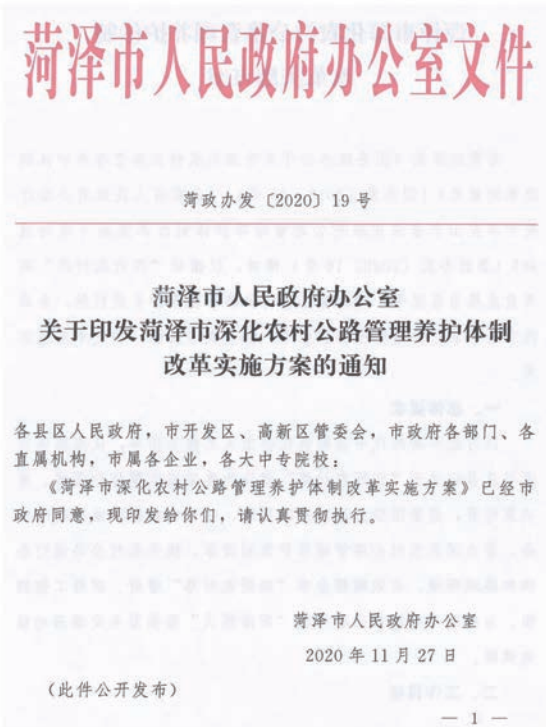 菏泽市人民政府办公室文件
菏政办发〔2020〕19号
菏泽市人民政府办公室
关于印发菏泽市深化农村公路管理养护体制
改革实施方案的通知
各县区人民政府，市开发区、高新区管委会，市政府各部门、各
直属机构，市属各企业，各大中专院校：
《菏泽市深化农村公路管理养护体制改革实施方案》已经市
政府同意，现印发给你们，请认真贯彻执行。
菏泽市人民政府办公室
2020年11月27日
（此件公开发布）
— 1 —